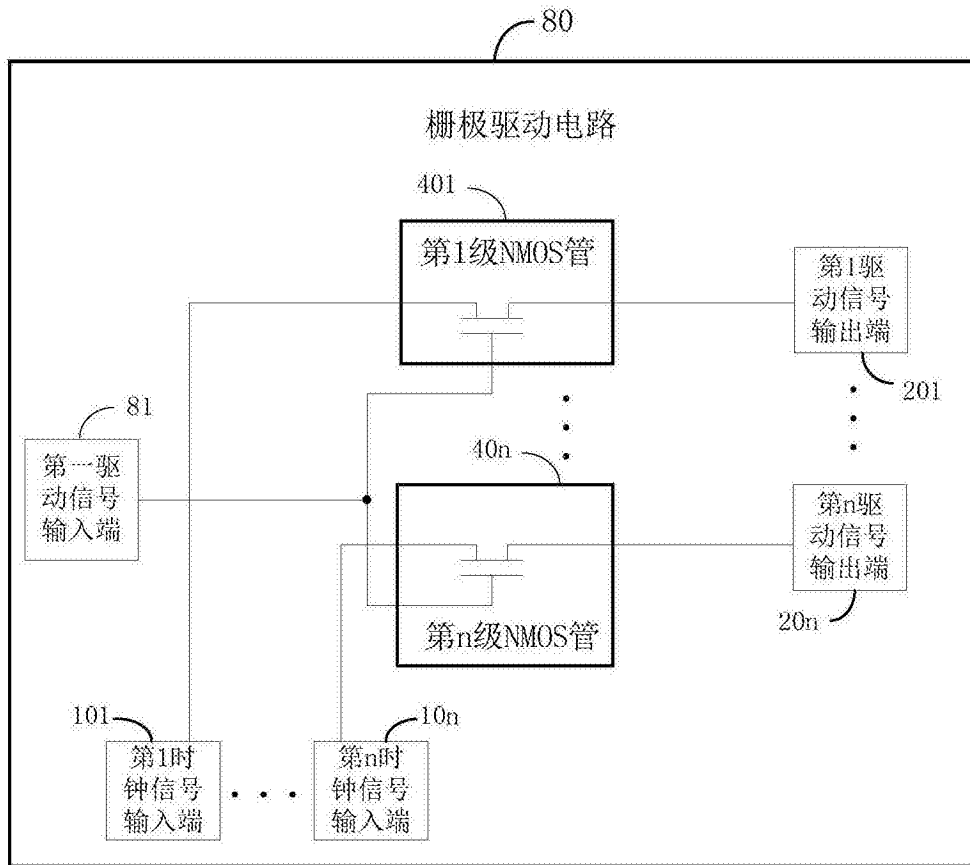 80
栅极驱动电路
401
第1级NMOS管
第1驱
动信号
输出端
201
81
第一驱
动信号
输入端
40n
第n级NMOS管
第n驱
动信号
输出端
20n
101
第1时
钟信号
输入端
10n
第n时
钟信号
输入端